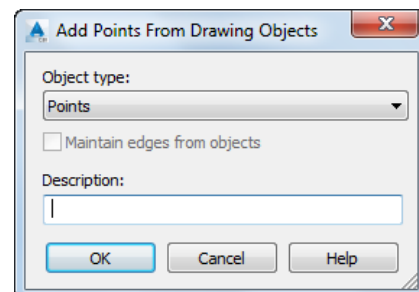 Add Points From Drawing Objects
Object type:
Points
Maintain edges from objects
Description:
OK Cancel Help